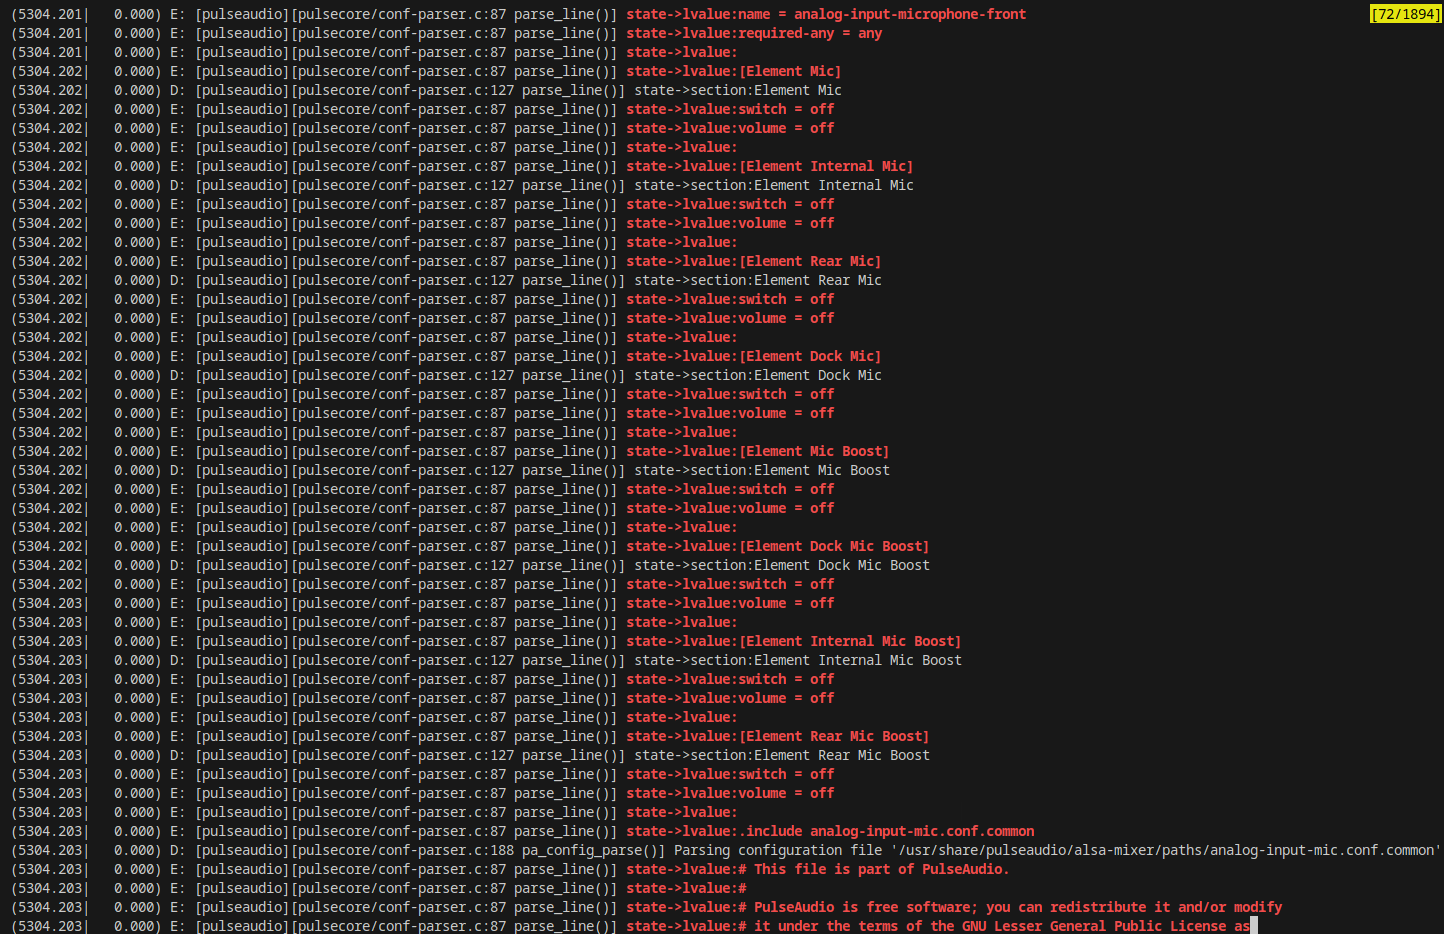 (5304.201|   0.000) E: [pulseaudio][pulsecore/conf-parser.c:87 parse_line()] state->lvalue:name = analog-input-microphone-front [72/1894]
(5304.201|   0.000) E: [pulseaudio][pulsecore/conf-parser.c:87 parse_line()] state->lvalue:required-any = any
(5304.201|   0.000) E: [pulseaudio][pulsecore/conf-parser.c:87 parse_line()] state->lvalue:
(5304.202|   0.000) E: [pulseaudio][pulsecore/conf-parser.c:87 parse_line()] state->lvalue:[Element Mic]
(5304.202|   0.000) D: [pulseaudio][pulsecore/conf-parser.c:127 parse_line()] state->section:Element Mic
(5304.202|   0.000) E: [pulseaudio][pulsecore/conf-parser.c:87 parse_line()] state->lvalue:switch = off
(5304.202|   0.000) E: [pulseaudio][pulsecore/conf-parser.c:87 parse_line()] state->lvalue:volume = off
(5304.202|   0.000) E: [pulseaudio][pulsecore/conf-parser.c:87 parse_line()] state->lvalue:
(5304.202|   0.000) E: [pulseaudio][pulsecore/conf-parser.c:87 parse_line()] state->lvalue:[Element Internal Mic]
(5304.202|   0.000) D: [pulseaudio][pulsecore/conf-parser.c:127 parse_line()] state->section:Element Internal Mic
(5304.202|   0.000) E: [pulseaudio][pulsecore/conf-parser.c:87 parse_line()] state->lvalue:switch = off
(5304.202|   0.000) E: [pulseaudio][pulsecore/conf-parser.c:87 parse_line()] state->lvalue:volume = off
(5304.202|   0.000) E: [pulseaudio][pulsecore/conf-parser.c:87 parse_line()] state->lvalue:
(5304.202|   0.000) E: [pulseaudio][pulsecore/conf-parser.c:87 parse_line()] state->lvalue:[Element Rear Mic]
(5304.202|   0.000) D: [pulseaudio][pulsecore/conf-parser.c:127 parse_line()] state->section:Element Rear Mic
(5304.202|   0.000) E: [pulseaudio][pulsecore/conf-parser.c:87 parse_line()] state->lvalue:switch = off
(5304.202|   0.000) E: [pulseaudio][pulsecore/conf-parser.c:87 parse_line()] state->lvalue:volume = off
(5304.202|   0.000) E: [pulseaudio][pulsecore/conf-parser.c:87 parse_line()] state->lvalue:
(5304.202|   0.000) E: [pulseaudio][pulsecore/conf-parser.c:87 parse_line()] state->lvalue:[Element Dock Mic]
(5304.202|   0.000) D: [pulseaudio][pulsecore/conf-parser.c:127 parse_line()] state->section:Element Dock Mic
(5304.202|   0.000) E: [pulseaudio][pulsecore/conf-parser.c:87 parse_line()] state->lvalue:switch = off
(5304.202|   0.000) E: [pulseaudio][pulsecore/conf-parser.c:87 parse_line()] state->lvalue:volume = off
(5304.202|   0.000) E: [pulseaudio][pulsecore/conf-parser.c:87 parse_line()] state->lvalue:
(5304.202|   0.000) E: [pulseaudio][pulsecore/conf-parser.c:87 parse_line()] state->lvalue:[Element Mic Boost]
(5304.202|   0.000) D: [pulseaudio][pulsecore/conf-parser.c:127 parse_line()] state->section:Element Mic Boost
(5304.202|   0.000) E: [pulseaudio][pulsecore/conf-parser.c:87 parse_line()] state->lvalue:switch = off
(5304.202|   0.000) E: [pulseaudio][pulsecore/conf-parser.c:87 parse_line()] state->lvalue:volume = off
(5304.202|   0.000) E: [pulseaudio][pulsecore/conf-parser.c:87 parse_line()] state->lvalue:
(5304.202|   0.000) E: [pulseaudio][pulsecore/conf-parser.c:87 parse_line()] state->lvalue:[Element Dock Mic Boost]
(5304.202|   0.000) D: [pulseaudio][pulsecore/conf-parser.c:127 parse_line()] state->section:Element Dock Mic Boost
(5304.202|   0.000) E: [pulseaudio][pulsecore/conf-parser.c:87 parse_line()] state->lvalue:switch = off
(5304.203|   0.000) E: [pulseaudio][pulsecore/conf-parser.c:87 parse_line()] state->lvalue:volume = off
(5304.203|   0.000) E: [pulseaudio][pulsecore/conf-parser.c:87 parse_line()] state->lvalue:
(5304.203|   0.000) E: [pulseaudio][pulsecore/conf-parser.c:87 parse_line()] state->lvalue:[Element Internal Mic Boost]
(5304.203|   0.000) D: [pulseaudio][pulsecore/conf-parser.c:127 parse_line()] state->section:Element Internal Mic Boost
(5304.203|   0.000) E: [pulseaudio][pulsecore/conf-parser.c:87 parse_line()] state->lvalue:switch = off
(5304.203|   0.000) E: [pulseaudio][pulsecore/conf-parser.c:87 parse_line()] state->lvalue:volume = off
(5304.203|   0.000) E: [pulseaudio][pulsecore/conf-parser.c:87 parse_line()] state->lvalue:
(5304.203|   0.000) E: [pulseaudio][pulsecore/conf-parser.c:87 parse_line()] state->lvalue:[Element Rear Mic Boost]
(5304.203|   0.000) D: [pulseaudio][pulsecore/conf-parser.c:127 parse_line()] state->section:Element Rear Mic Boost
(5304.203|   0.000) E: [pulseaudio][pulsecore/conf-parser.c:87 parse_line()] state->lvalue:switch = off
(5304.203|   0.000) E: [pulseaudio][pulsecore/conf-parser.c:87 parse_line()] state->lvalue:volume = off
(5304.203|   0.000) E: [pulseaudio][pulsecore/conf-parser.c:87 parse_line()] state->lvalue:
(5304.203|   0.000) E: [pulseaudio][pulsecore/conf-parser.c:87 parse_line()] state->lvalue:.include analog-input-mic.conf.common
(5304.203|   0.000) D: [pulseaudio][pulsecore/conf-parser.c:188 pa_config_parse()] Parsing configuration file '/usr/share/pulseaudio/alsa-mixer/paths/analog-input-mic.conf.common'
(5304.203|   0.000) E: [pulseaudio][pulsecore/conf-parser.c:87 parse_line()] state->lvalue:# This file is part of PulseAudio.
(5304.203|   0.000) E: [pulseaudio][pulsecore/conf-parser.c:87 parse_line()] state->lvalue:#
(5304.203|   0.000) E: [pulseaudio][pulsecore/conf-parser.c:87 parse_line()] state->lvalue:# PulseAudio is free software; you can redistribute it and/or modify
(5304.203|   0.000) E: [pulseaudio][pulsecore/conf-parser.c:87 parse_line()] state->lvalue:# it under the terms of the GNU Lesser General Public License as